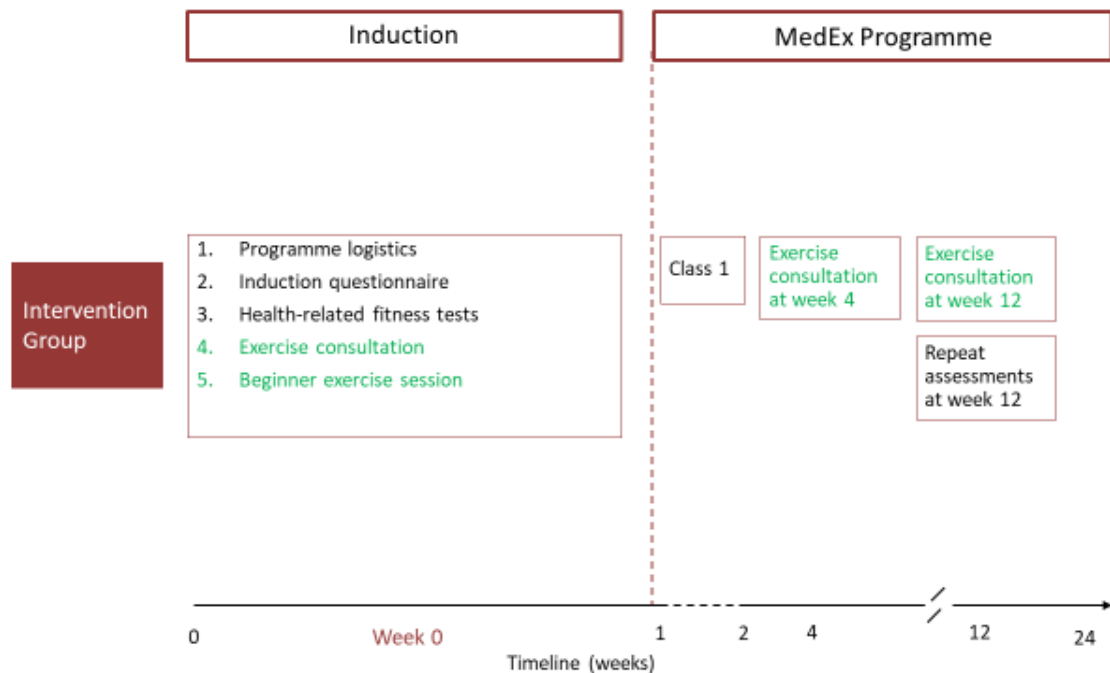 Induction
MedEx Programme
Intervention
Group
1. Programme logistics
2. Induction questionnaire
3. Health-related fitness tests
4. Exercise consultation
5. Beginner exercise session
Class 1
Exercise
consultation
at week 4
Exercise
consultation
at week 12
Repeat
assessments
at week 12
0
Week 0
1
2
4
12
24
Timeline (weeks)